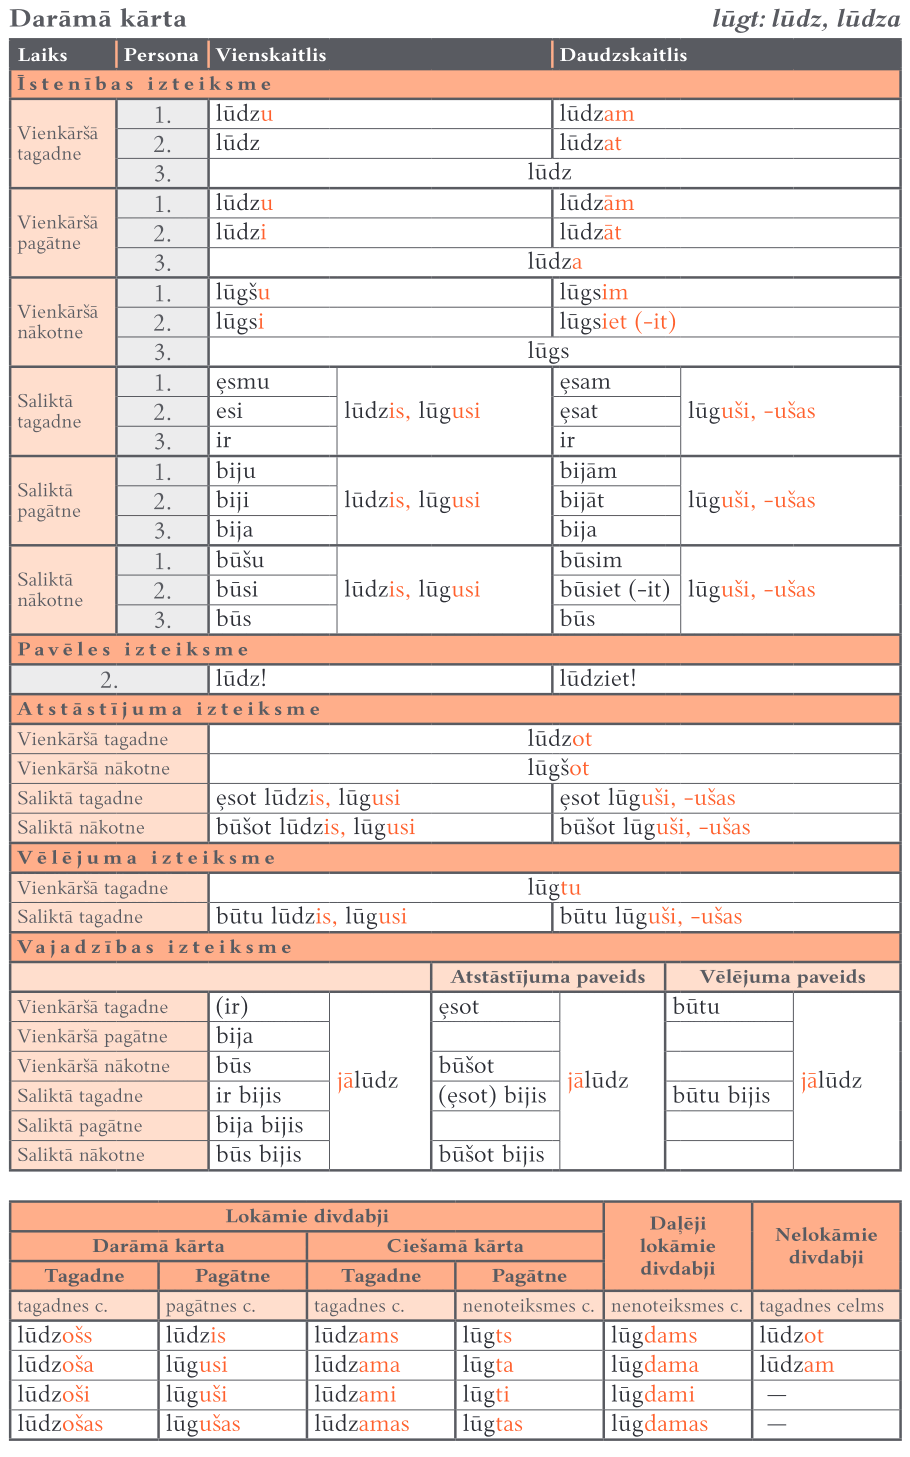 Darāmā kārta lūgt: lūdz, lūdza
Laiks Persona Vienskaitlis Daudzskaitlis
Īstenības izteiksme
Vienkāršā tagadne
1. lūdzu lūdzam
2. lūdz lūdzat
3. lūdz
Vienkāršā pagātne
1. lūdzu lūdzām
2. lūdzi lūdzāt
3. lūdza
Vienkāršā nākotne
1. lūgšu lūgsim
2. lūgsi lūgsiet (-it)
3. lūgs
Saliktā tagadne
1. ȩsmu ȩsam
2. esi lūdzis, lūgusi ȩsat lūguši, -ušas
3. ir ir
Saliktā pagātne
1. biju bijām
2. biji lūdzis, lūgusi bijāt lūguši, -ušas
3. bija bija
Saliktā nākotne
1. būšu būsim
2. būsi lūdzis, lūgusi būsiet (-it) lūguši, -ušas
3. būs būs
Pavēles izteiksme
2. lūdz! lūdziet!
Atstāstījuma izteiksme
Vienkāršā tagadne lūdzot
Vienkāršā nākotne lūgšot
Saliktā tagadne ȩsot lūdzis, lūgusi ȩsot lūguši, -ušas
Saliktā nākotne būšot lūdzis, lūgusi būšot lūguši, -ušas
Vēlējuma izteiksme
Vienkāršā tagadne lūgtu
Saliktā tagadne būtu lūdzis, lūgusi būtu lūguši, -ušas
Vajadzības izteiksme
Atstāstījuma paveids Vēlējuma paveids
Vienkāršā tagadne (ir) ȩsot būtu
Vienkāršā pagātne bija
Vienkāršā nākotne būs būšot
jālūdz jālūdz jālūdz
Saliktā tagadne ir bijis (ȩsot) bijis būtu bijis
Saliktā pagātne bija bijis
Saliktā nākotne būs bijis būšot bijis
Lokāmie divdabji Daļēji lokāmie divdabji Nelokāmie divdabji
Darāmā kārta Ciešamā kārta
Tagadne Pagātne Tagadne Pagātne
tagadnes c. pagātnes c. tagadnes c. nenoteiksmes c. nenoteiksmes c. tagadnes celms
lūdzošs lūdzis lūdzams lūgts lūgdams lūdzot
lūdzoša lūgusi lūdzama lūgta lūgdama lūdzam
lūdzoši lūguši lūdzami lūgti lūgdami —
lūdzošas lūgušas lūdzamas lūgtas lūgdamas —